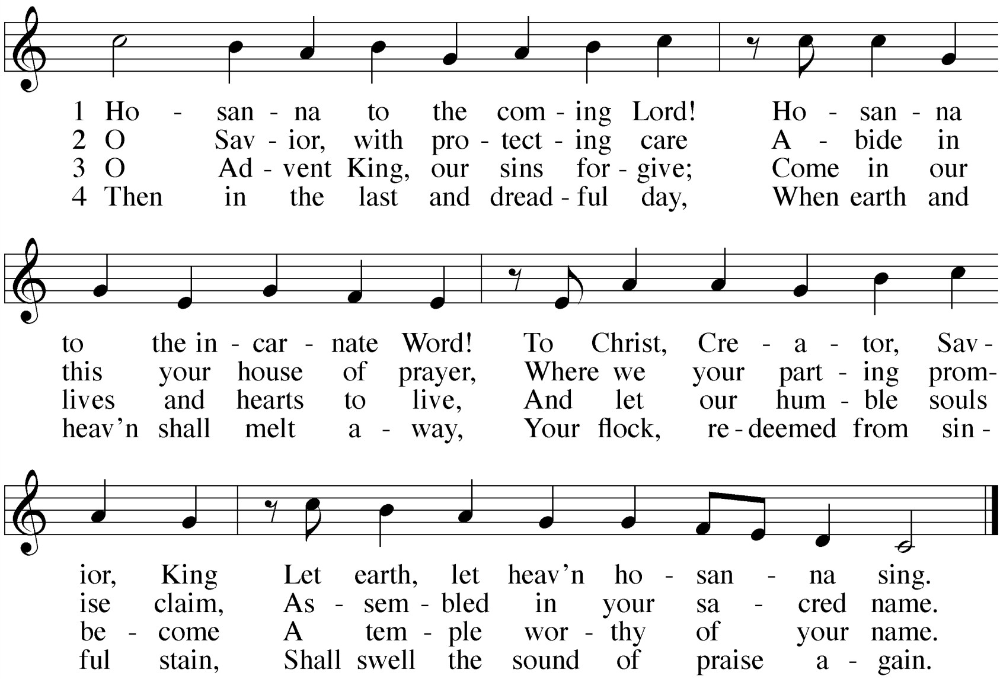 1 Ho - san - na to the com - ing Lord! Ho - san - na
2 O Sav - ior, with pro - tect - ing care A - bide in
3 O Ad - vent King, our sins for - give; Come in our
4 Then in the last and dread - ful day, When earth and
to the in - car - nate Word! To Christ, Cre - a - tor, Sav -
this your house of prayer, Where we your part - ing prom-
lives and hearts to live, And let our hum - ble souls
heav'n shall melt a - way, Your flock, re - deemed from sin -
ior, King Let earth, let heav'n ho - san - na sing.
ise claim, As - sem - bled in your sa - cred name.
be - come A tem - ple wor - thy of your name.
ful stain, Shall swell the sound of praise a - gain.